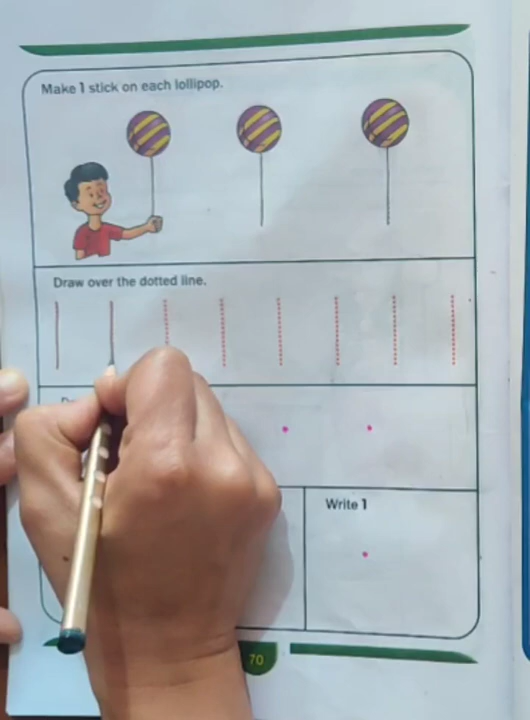 Make 1 stick on each lollipop.
Draw over the dotted line.
Write 1
70